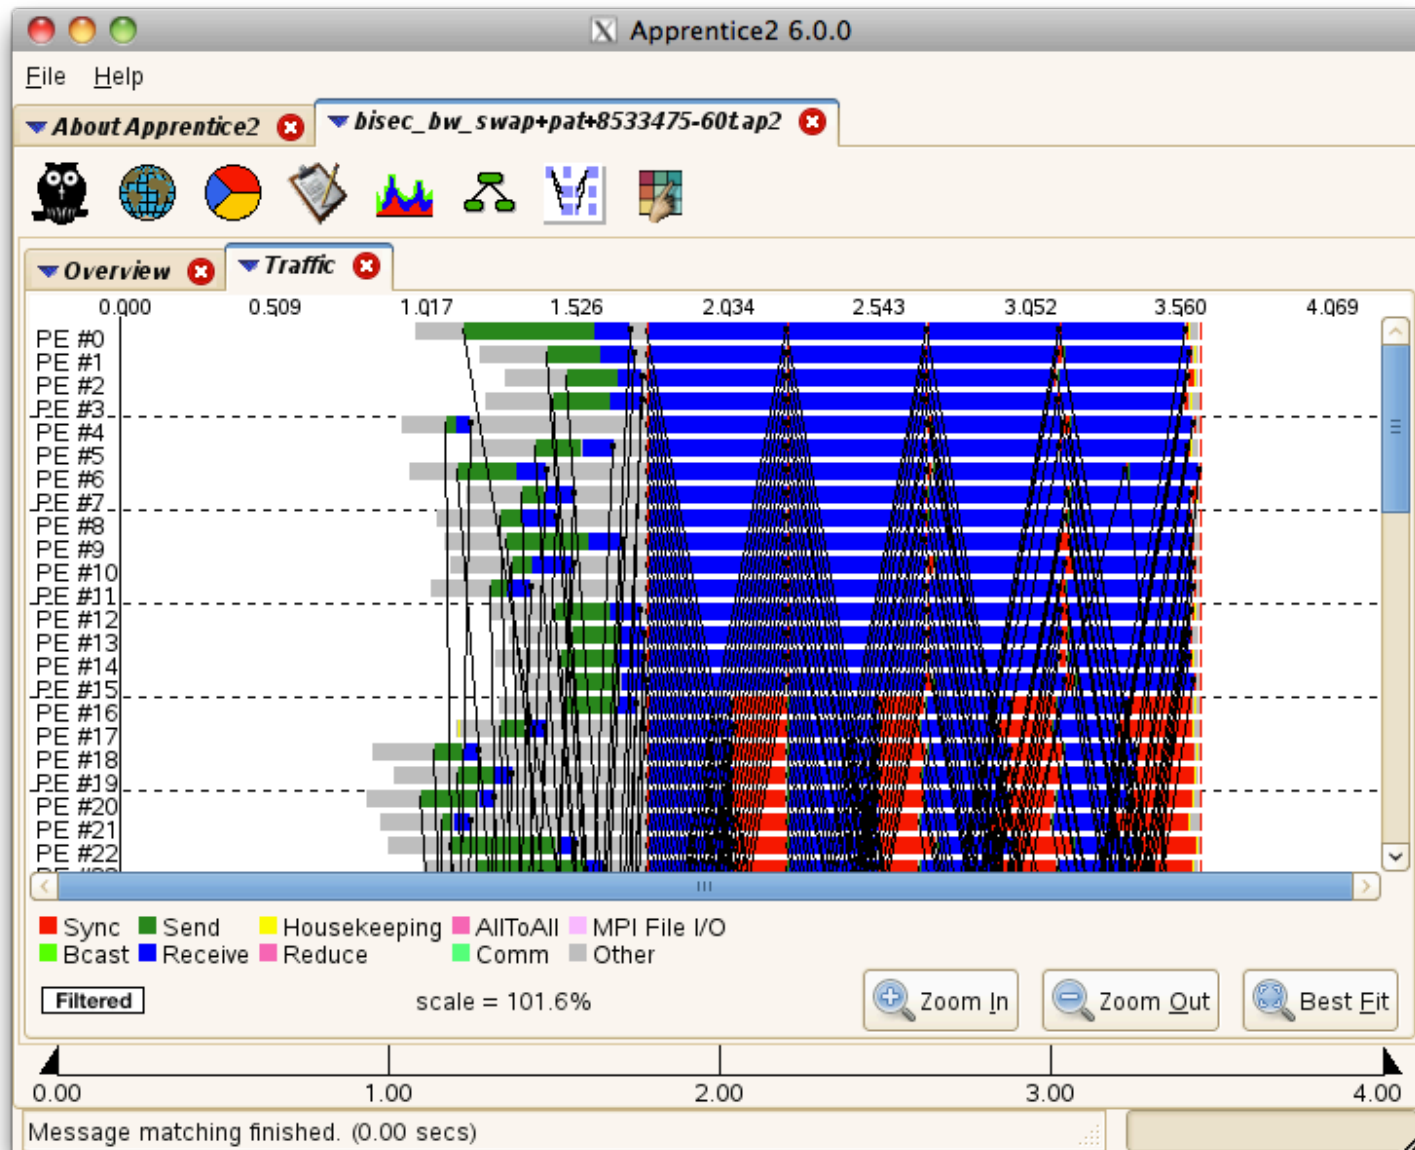 Apprentice2 6.0.0
File Help
About Apprentice2 bisec_bw_swap+pat+8533475-60t.ap2
Overview Traffic
0.000 0.509 1.017 1.526 2.034 2.543 3.052 3.560 4.069
PE #0
PE #1
PE #2
PE #3
PE #4
PE #5
PE #6
PE #7
PE #8
PE #9
PE #10
PE #11
PE #12
PE #13
PE #14
PE #15
PE #16
PE #17
PE #18
PE #19
PE #20
PE #21
PE #22
Sync Send Housekeeping AllToAll MPI File I/O
Bcast Receive Reduce Comm Other
Filtered scale = 101.6% Zoom In Zoom Out Best Fit
0.00 1.00 2.00 3.00 4.00
Message matching finished. (0.00 secs)